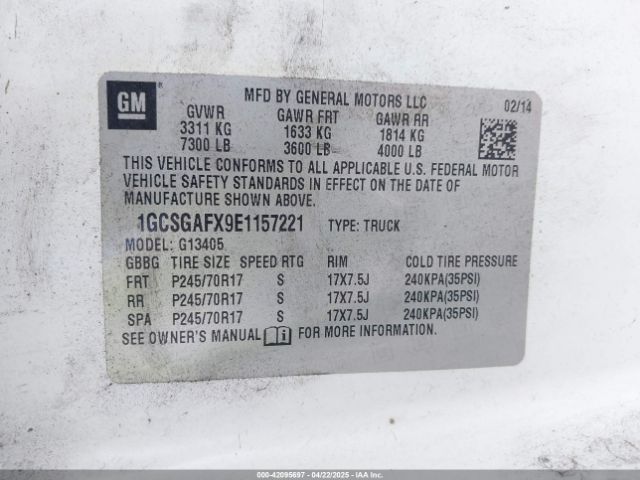 GM ®
MFD BY GENERAL MOTORS LLC 02/14
GVWR GAWR FRT GAWR RR
3311 KG 1633 KG 1814 KG
7300 LB 3600 LB 4000 LB
THIS VEHICLE CONFORMS TO ALL APPLICABLE U.S. FEDERAL MOTOR
VEHICLE SAFETY STANDARDS IN EFFECT ON THE DATE OF
MANUFACTURE SHOWN ABOVE.
1GCSGAFX9E1157221 TYPE: TRUCK
MODEL: G13405
GBBG TIRE SIZE SPEED RTG RIM COLD TIRE PRESSURE
FRT P245/70R17 S 17X7.5J 240KPA(35PSI)
RR P245/70R17 S 17X7.5J 240KPA(35PSI)
SPA P245/70R17 S 17X7.5J 240KPA(35PSI)
SEE OWNER'S MANUAL FOR MORE INFORMATION.
000-42095697 - 04/22/2025 - IAAI.COM